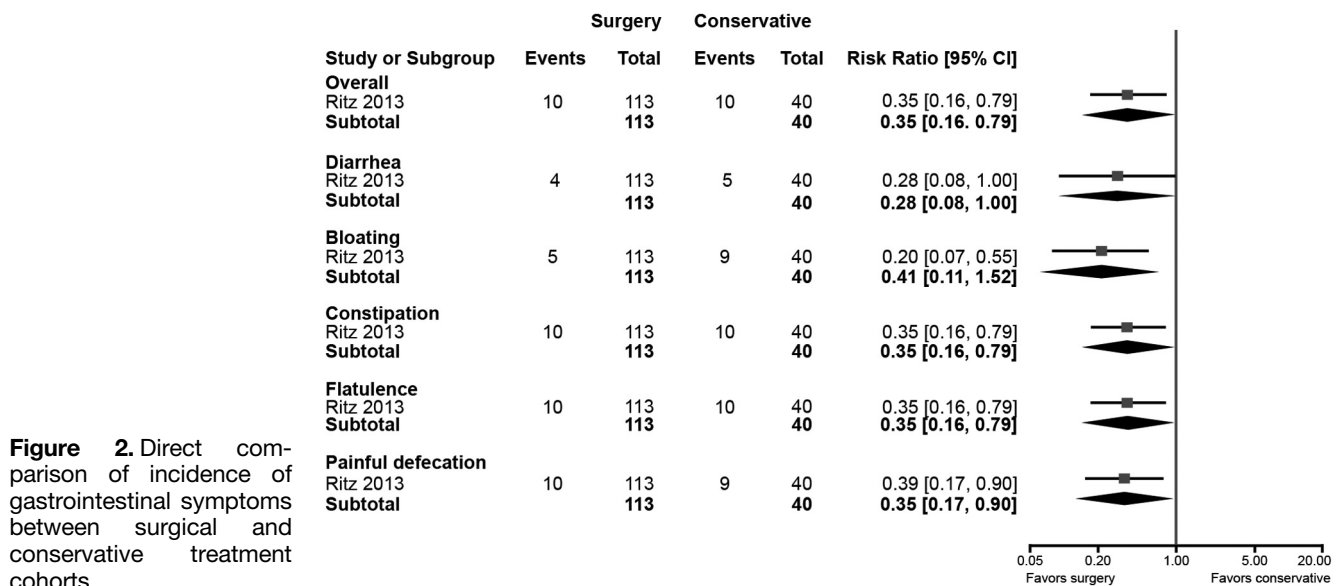 Surgery Conservative
Study or Subgroup Events Total Events Total Risk Ratio [95% CI]
Overall
Ritz 2013 10 113 10 40 0.35 [0.16, 0.79]
Subtotal 113 40 0.35 [0.16. 0.79]
Diarrhea
Ritz 2013 4 113 5 40 0.28 [0.08, 1.00]
Subtotal 113 40 0.28 [0.08, 1.00]
Bloating
Ritz 2013 5 113 9 40 0.20 [0.07, 0.55]
Subtotal 113 40 0.41 [0.11, 1.52]
Constipation
Ritz 2013 10 113 10 40 0.35 [0.16, 0.79]
Subtotal 113 40 0.35 [0.16, 0.79]
Flatulence
Ritz 2013 10 113 10 40 0.35 [0.16, 0.79]
Subtotal 113 40 0.35 [0.16, 0.79]
Painful defecation
Ritz 2013 10 113 9 40 0.39 [0.17, 0.90]
Subtotal 113 40 0.35 [0.17, 0.90]
0.05 0.20 1.00 5.00 20.00
Favors surgery Favors conservative
Figure 2. Direct com-
parison of incidence of
gastrointestinal symptoms
between surgical and
conservative treatment
cohorts